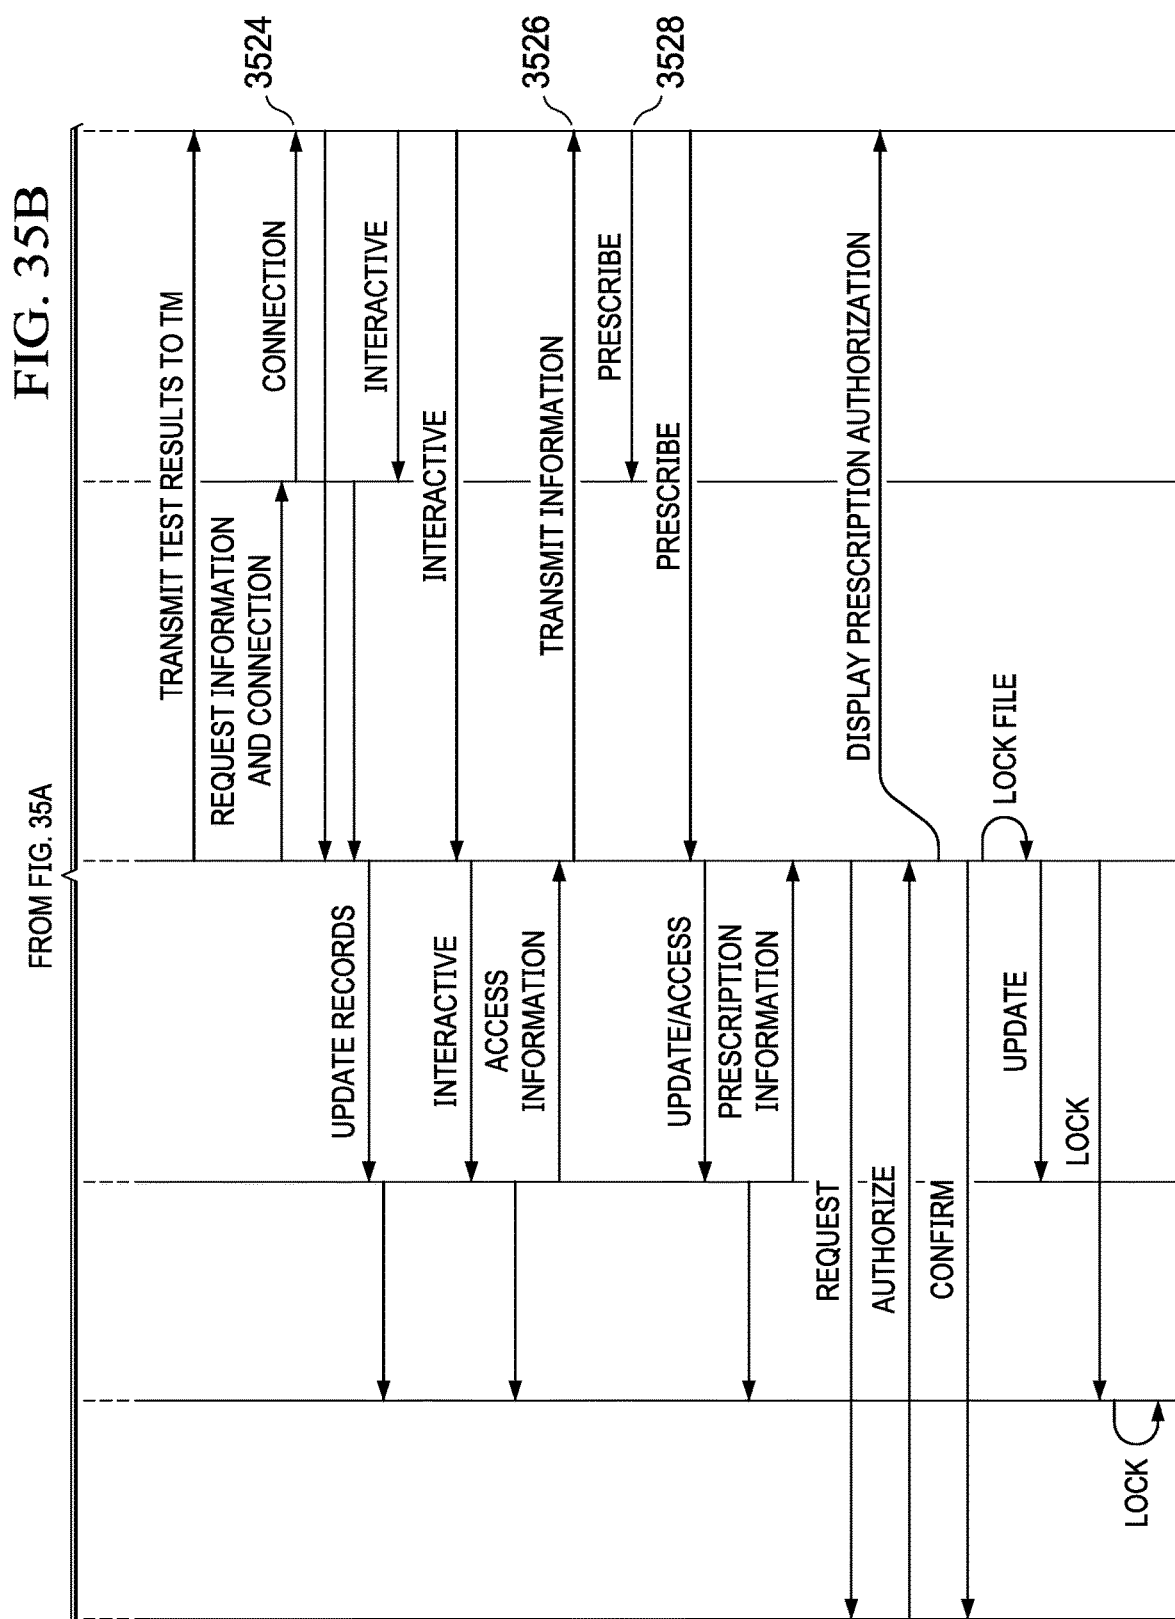 FIG. 35B
FROM FIG. 35A
TRANSMIT TEST RESULTS TO TM
3524
REQUEST INFORMATION
AND CONNECTION
CONNECTION
UPDATE RECORDS
INTERACTIVE
INTERACTIVE
INTERACTIVE
ACCESS
INFORMATION
TRANSMIT INFORMATION
3526
PRESCRIBE
3528
PRESCRIBE
UPDATE/ACCESS
PRESCRIPTION
INFORMATION
REQUEST
AUTHORIZE
DISPLAY PRESCRIPTION AUTHORIZATION
CONFIRM
LOCK FILE
UPDATE
LOCK
LOCK